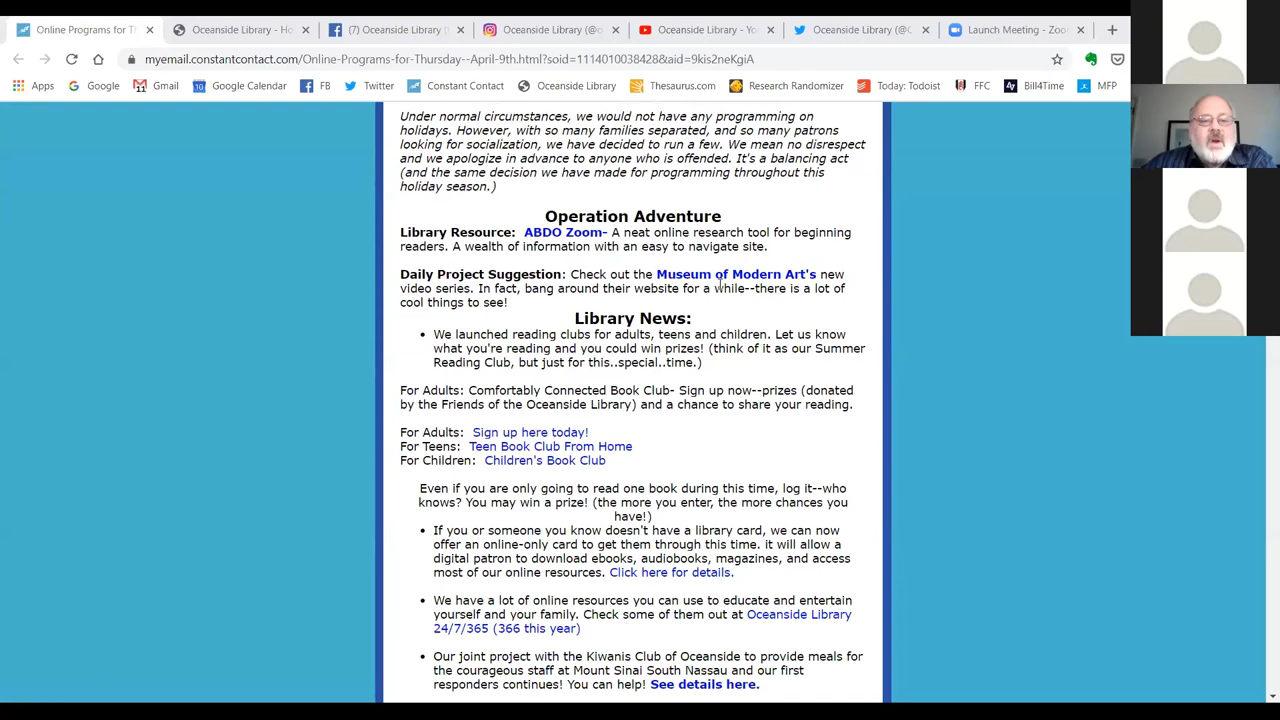 Online Programs for Th
Oceanside Library - Ho
(7) Oceanside Library
Oceanside Library (@o
Oceanside Library - Yo
Oceanside Library (@O
Launch Meeting - Zoo
myemail.constantcontact.com/Online-Programs-for-Thursday--April-9th.html?soid=1114010038428&aid=9kis2neKgiA
Apps
Google
Gmail
Google Calendar
FB
Twitter
Constant Contact
Oceanside Library
Thesaurus.com
Research Randomizer
Today: Todoist
FFC
Bill4Time
MFP
Under normal circumstances, we would not have any programming on
holidays. However, with so many families separated, and so many patrons
looking for socialization, we have decided to run a few. We mean no disrespect
and we apologize in advance to anyone who is offended. It's a balancing act
(and the same decision we have made for programming throughout this
holiday season.)
Operation Adventure
Library Resource: ABDO Zoom- A neat online research tool for beginning
readers. A wealth of information with an easy to navigate site.
Daily Project Suggestion: Check out the Museum of Modern Art's new
video series. In fact, bang around their website for a while--there is a lot of
cool things to see!
Library News:
• We launched reading clubs for adults, teens and children. Let us know
what you're reading and you could win prizes! (think of it as our Summer
Reading Club, but just for this..special..time.)
For Adults: Comfortably Connected Book Club- Sign up now--prizes (donated
by the Friends of the Oceanside Library) and a chance to share your reading.
For Adults: Sign up here today!
For Teens: Teen Book Club From Home
For Children: Children's Book Club
Even if you are only going to read one book during this time, log it--who
knows? You may win a prize! (the more you enter, the more chances you
have!)
• If you or someone you know doesn't have a library card, we can now
offer an online-only card to get them through this time. it will allow a
digital patron to download ebooks, audiobooks, magazines, and access
most of our online resources. Click here for details.
• We have a lot of online resources you can use to educate and entertain
yourself and your family. Check some of them out at Oceanside Library
24/7/365 (366 this year)
• Our joint project with the Kiwanis Club of Oceanside to provide meals for
the courageous staff at Mount Sinai South Nassau and our first
responders continues! You can help! See details here.